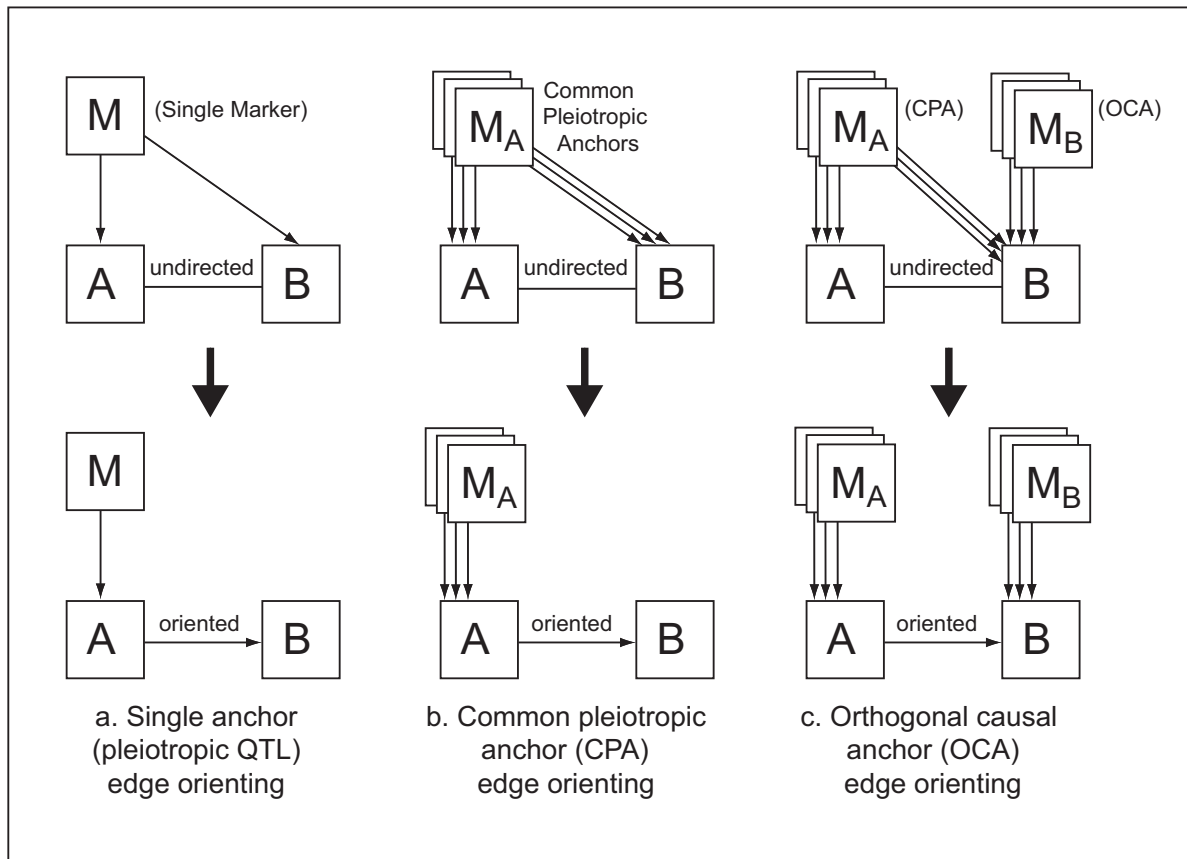 M
(Single Marker)
A
undirected
B
M
A
oriented
B
a. Single anchor
(pleiotropic QTL)
edge orienting
MA
Common
Pleiotropic
Anchors
A
undirected
B
MA
A
oriented
B
b. Common pleiotropic
anchor (CPA)
edge orienting
MA
(CPA)
MB
(OCA)
A
undirected
B
MA
MB
A
oriented
B
c. Orthogonal causal
anchor (OCA)
edge orienting